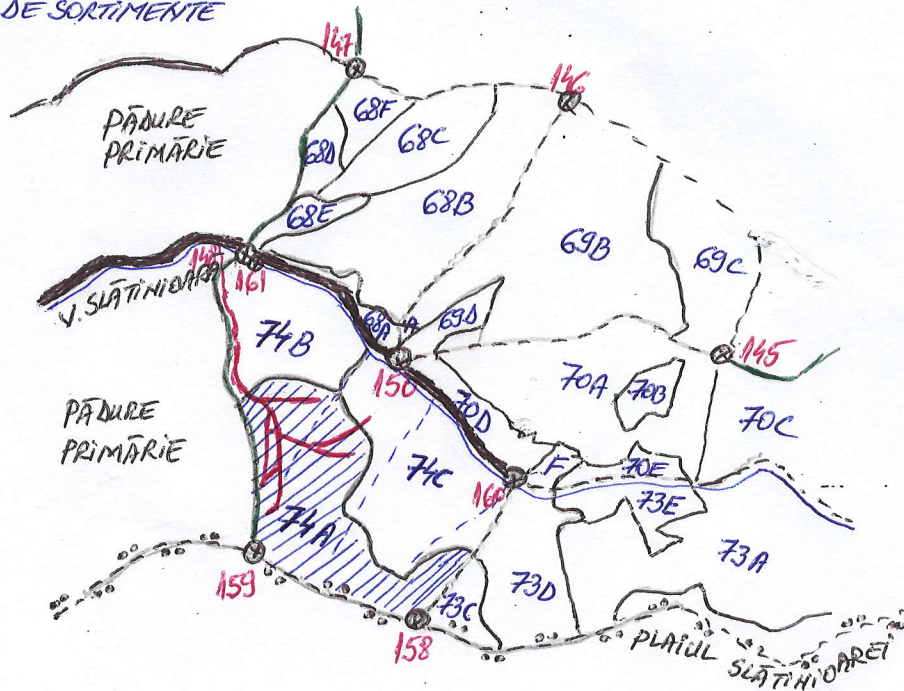 DE SORTIMENTE
147
146
PĂDURE
PRIMĂRIE
68F
68C
68D
68E
68B
69B
69C
161
V. SLĂTINIOARA
74B
68A
A
69D
145
150
70A
70B
70D
70C
PĂDURE
PRIMĂRIE
74C
F
70E
160
73E
74A
73A
159
73D
73C
158
PLAIUL
SLĂTINIOAREI